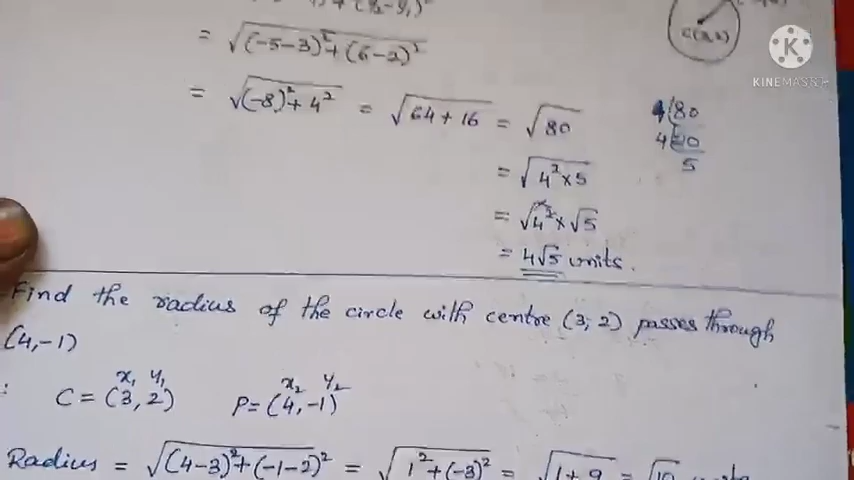 = √(-5-3)²+(6-2)²
= √(-8)²+4² = √64+16 = √80
4 80
4 20
5
= √4²×5
= √4²×√5
= 4√5 units.
C(3,2)
K
KINEMASTER
Find the radius of the circle with centre (3,2) passes through
(4,-1)
x₁ y₁ x₂ y₂
: C = (3,2) P = (4,-1)
Radius = √(4-3)²+(-1-2)² = √1²+(-3)² = √1+9 = √10 units